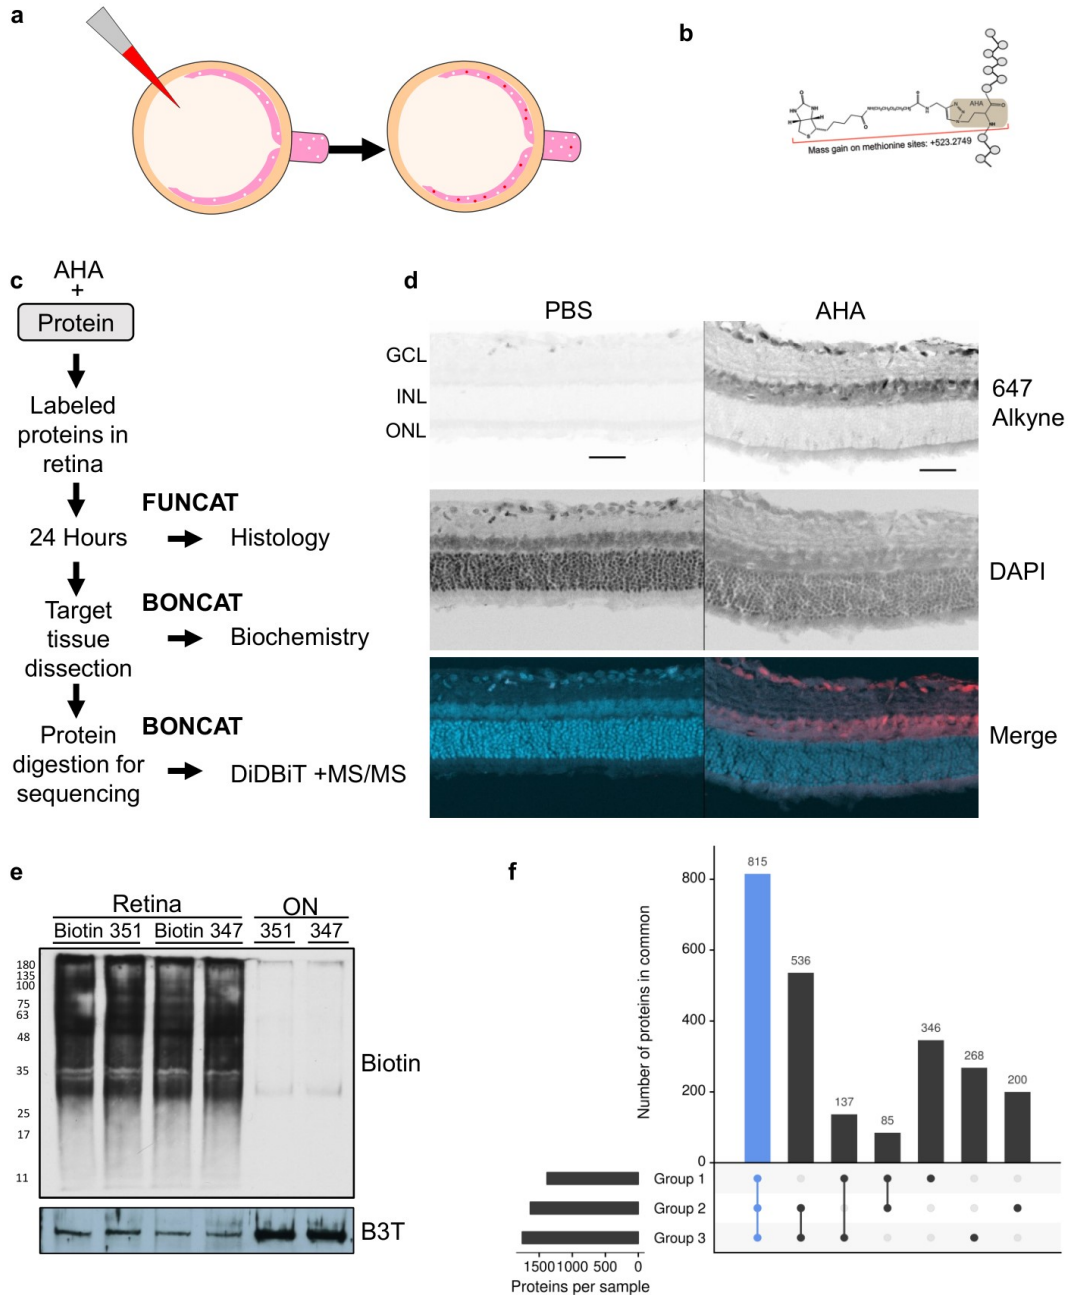 a
b
AHA
Mass gain on methionine sites: +523.2749
c
AHA
+
Protein
Labeled
proteins in
retina
24 Hours
FUNCAT
Histology
Target
tissue
dissection
BONCAT
Biochemistry
Protein
digestion for
sequencing
BONCAT
DiDBiT +MS/MS
d
PBS
AHA
GCL
INL
ONL
647
Alkyne
DAPI
Merge
e
Retina
ON
Biotin 351 Biotin 347 351 347
180
135
100
75
63
48
35
25
17
11
Biotin
B3T
f
Number of proteins in common
800
600
400
200
0
815
536
137
85
346
268
200
Group 1
Group 2
Group 3
1500 1000 500 0
Proteins per sample